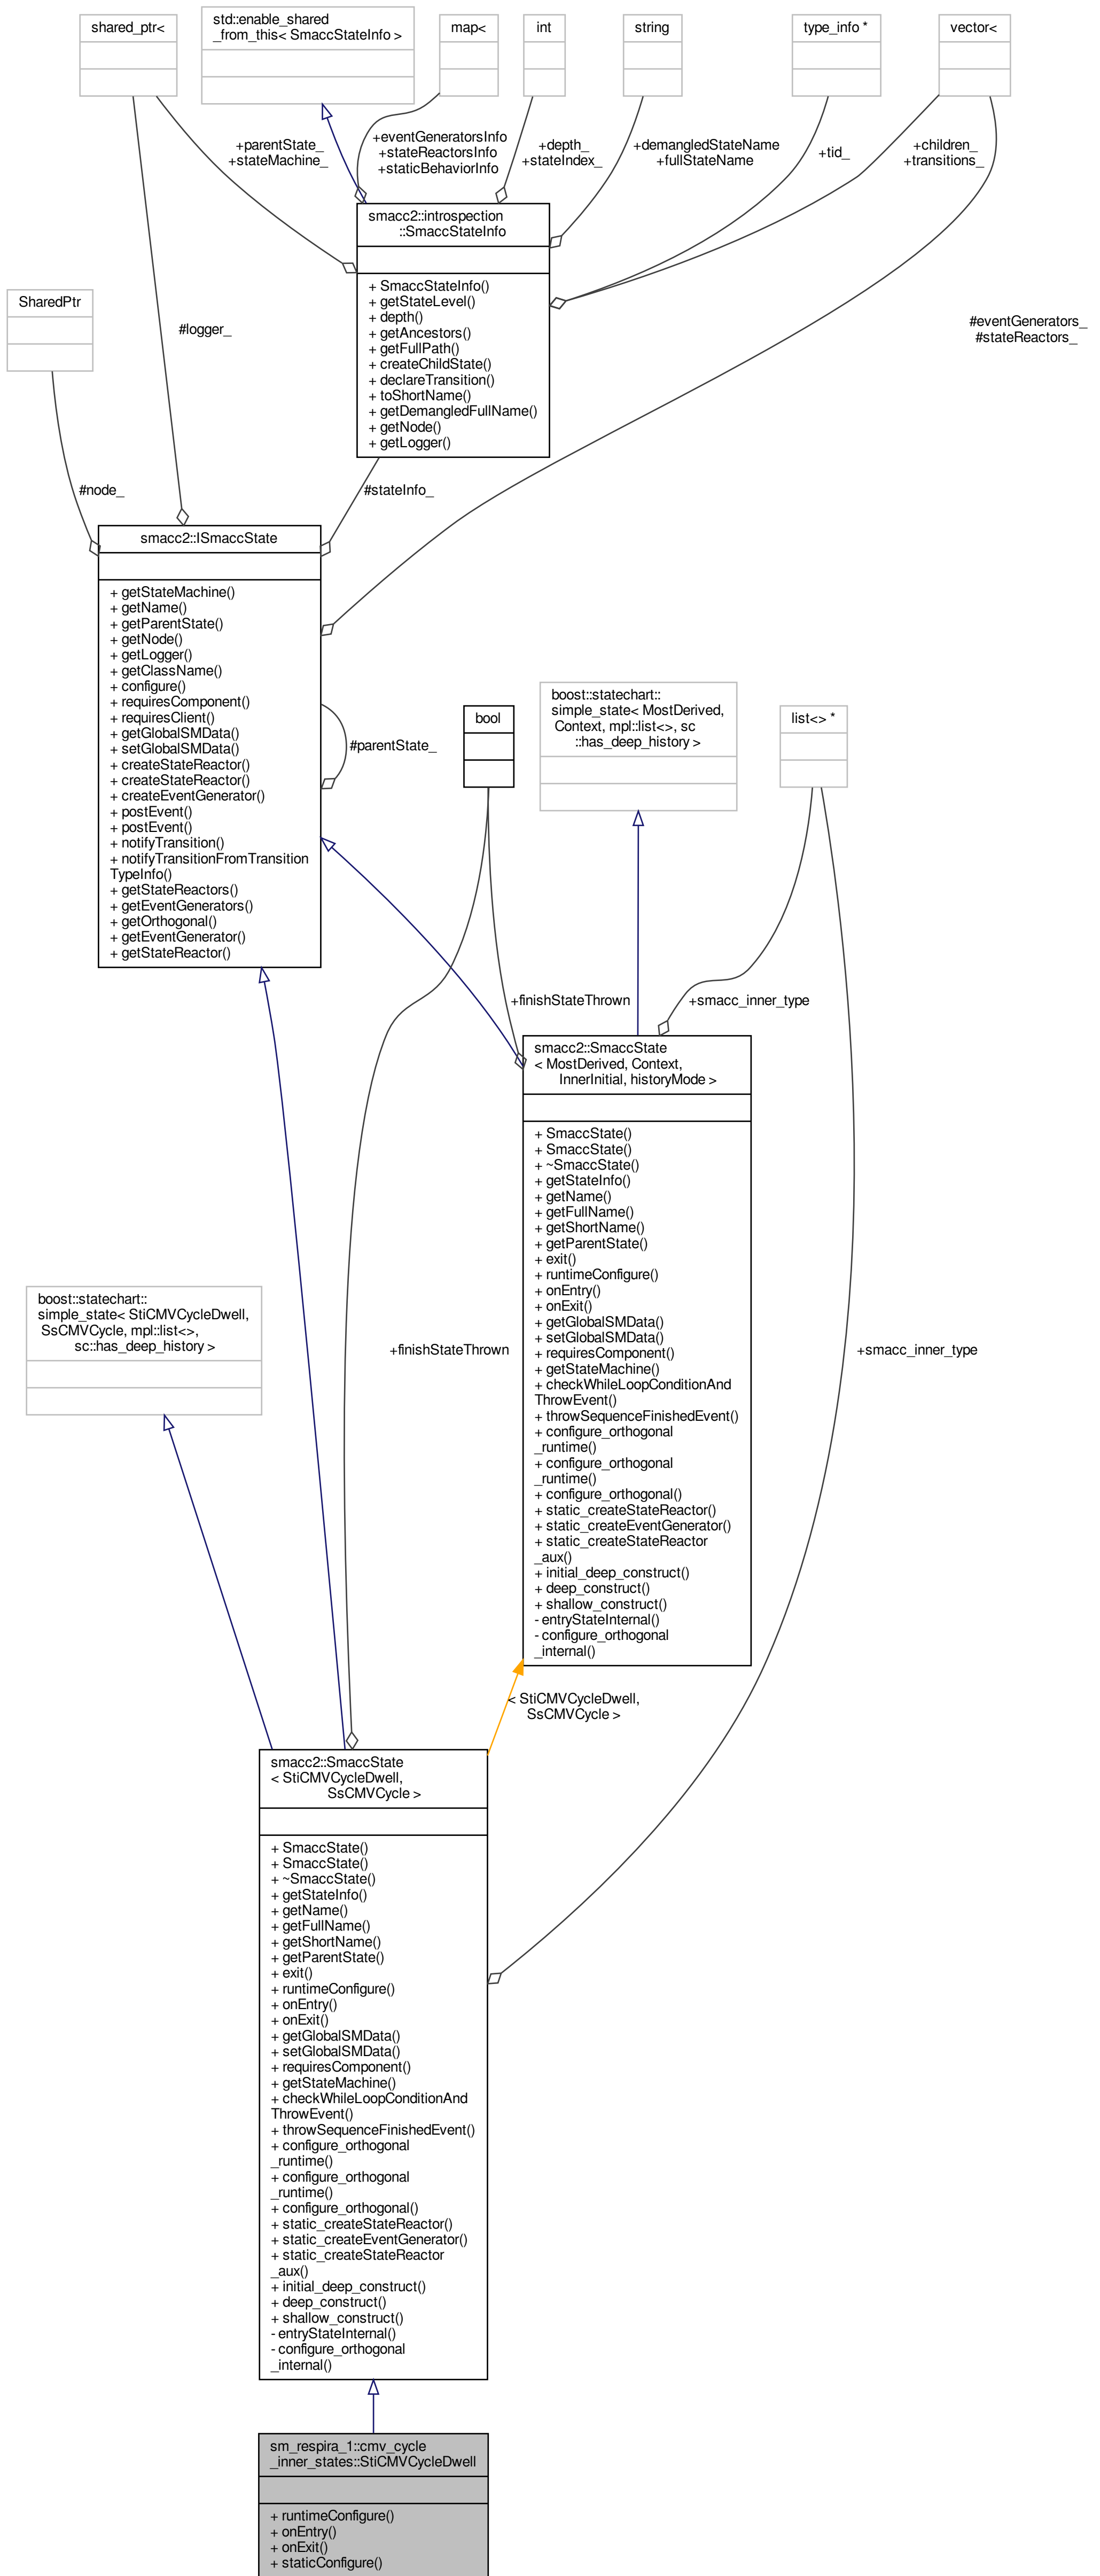 shared_ptr<
std::enable_shared
_from_this< SmaccStateInfo >
map<
int
string
type_info *
vector<
+parentState_
+stateMachine_
+eventGeneratorsInfo
+stateReactorsInfo
+staticBehaviorInfo
+depth_
+stateIndex_
+demangledStateName
+fullStateName
+tid_
+children_
+transitions_
smacc2::introspection
::SmaccStateInfo
+ SmaccStateInfo()
+ getStateLevel()
+ depth()
+ getAncestors()
+ getFullPath()
+ createChildState()
+ declareTransition()
+ toShortName()
+ getDemangledFullName()
+ getNode()
+ getLogger()
SharedPtr
#logger_
#eventGenerators_
#stateReactors_
#node_
#stateInfo_
smacc2::ISmaccState
+ getStateMachine()
+ getName()
+ getParentState()
+ getNode()
+ getLogger()
+ getClassName()
+ configure()
+ requiresComponent()
+ requiresClient()
+ getGlobalSMData()
+ setGlobalSMData()
+ createStateReactor()
+ createStateReactor()
+ createEventGenerator()
+ postEvent()
+ postEvent()
+ notifyTransition()
+ notifyTransitionFromTransition
TypeInfo()
+ getStateReactors()
+ getEventGenerators()
+ getOrthogonal()
+ getEventGenerator()
+ getStateReactor()
#parentState_
bool
boost::statechart::
simple_state< MostDerived,
Context, mpl::list<>, sc
::has_deep_history >
list<> *
+finishStateThrown
+smacc_inner_type
smacc2::SmaccState
< MostDerived, Context,
InnerInitial, historyMode >
+ SmaccState()
+ SmaccState()
+ ~SmaccState()
+ getStateInfo()
+ getName()
+ getFullName()
+ getShortName()
+ getParentState()
+ exit()
+ runtimeConfigure()
+ onEntry()
+ onExit()
+ getGlobalSMData()
+ setGlobalSMData()
+ requiresComponent()
+ getStateMachine()
+ checkWhileLoopConditionAnd
ThrowEvent()
+ throwSequenceFinishedEvent()
+ configure_orthogonal
_runtime()
+ configure_orthogonal
_runtime()
+ configure_orthogonal()
+ static_createStateReactor()
+ static_createEventGenerator()
+ static_createStateReactor
_aux()
+ initial_deep_construct()
+ deep_construct()
+ shallow_construct()
- entryStateInternal()
- configure_orthogonal
_internal()
boost::statechart::
simple_state< StiCMVCycleDwell,
SsCMVCycle, mpl::list<>,
sc::has_deep_history >
+finishStateThrown
+smacc_inner_type
< StiCMVCycleDwell,
SsCMVCycle >
smacc2::SmaccState
< StiCMVCycleDwell,
SsCMVCycle >
+ SmaccState()
+ SmaccState()
+ ~SmaccState()
+ getStateInfo()
+ getName()
+ getFullName()
+ getShortName()
+ getParentState()
+ exit()
+ runtimeConfigure()
+ onEntry()
+ onExit()
+ getGlobalSMData()
+ setGlobalSMData()
+ requiresComponent()
+ getStateMachine()
+ checkWhileLoopConditionAnd
ThrowEvent()
+ throwSequenceFinishedEvent()
+ configure_orthogonal
_runtime()
+ configure_orthogonal
_runtime()
+ configure_orthogonal()
+ static_createStateReactor()
+ static_createEventGenerator()
+ static_createStateReactor
_aux()
+ initial_deep_construct()
+ deep_construct()
+ shallow_construct()
- entryStateInternal()
- configure_orthogonal
_internal()
sm_respira_1::cmv_cycle
_inner_states::StiCMVCycleDwell
+ runtimeConfigure()
+ onEntry()
+ onExit()
+ staticConfigure()